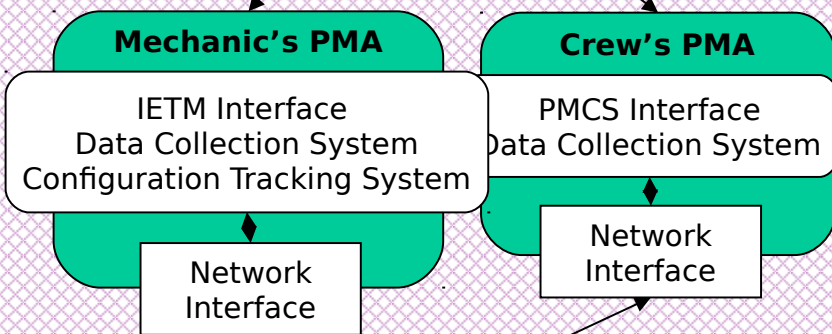 Mechanic’s PMA
IETM Interface
Data Collection System
Configuration Tracking System
Network
Interface
Crew’s PMA
PMCS Interface
Data Collection System
Network
Interface